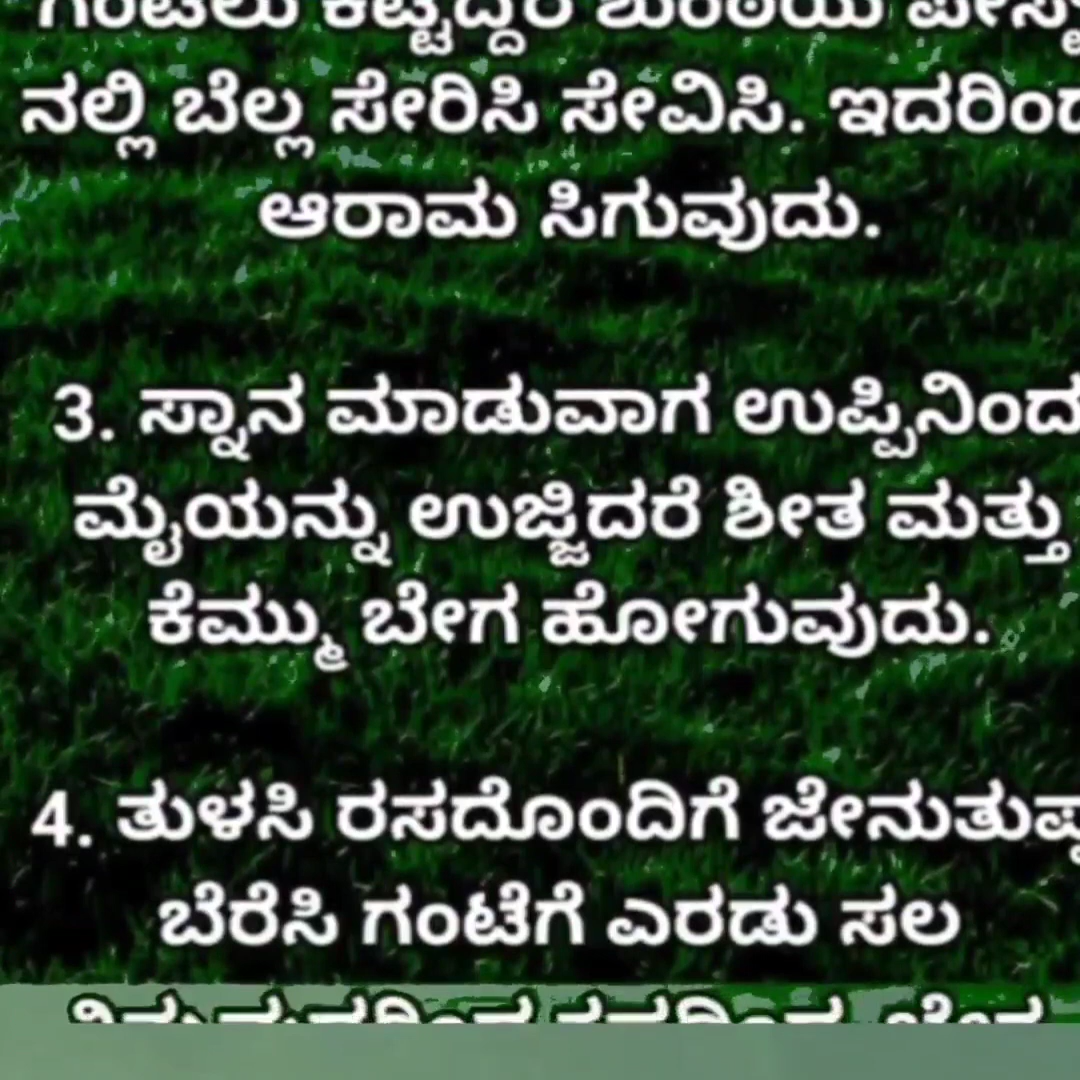 ನಲ್ಲಿ ಬೆಲ್ಲ ಸೇರಿಸಿ ಸೇವಿಸಿ. ಇದರಿಂದ
ಆರಾಮ ಸಿಗುವುದು.
3. ಸ್ನಾನ ಮಾಡುವಾಗ ಉಪ್ಪಿನಿಂದ
ಮೈಯನ್ನು ಉಜ್ಜಿದರೆ ಶೀತ ಮತ್ತು
ಕೆಮ್ಮು ಬೇಗ ಹೋಗುವುದು.
4. ತುಳಸಿ ರಸದೊಂದಿಗೆ ಜೇನುತುಪ್ಪ
ಬೆರೆಸಿ ಗಂಟೆಗೆ ಎರಡು ಸಲ